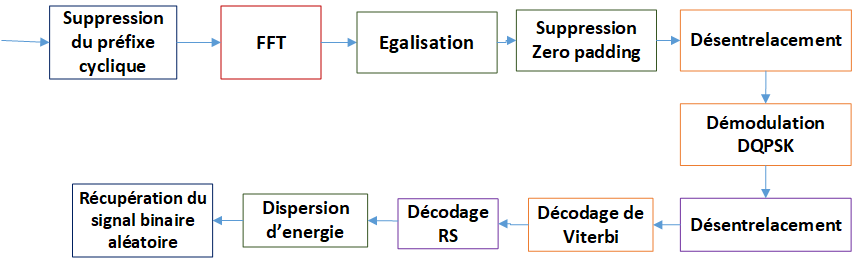 Suppression
du préfixe
cyclique
FFT
Egalisation
Suppression
Zero padding
Désentrelacement
Démodulation
DQPSK
Désentrelacement
Décodage de
Viterbi
Décodage
RS
Dispersion
d’energie
Récupération du
signal binaire
aléatoire